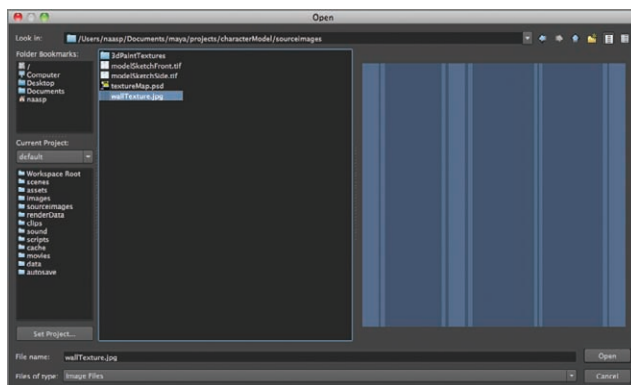 Open
Look in: /Users/naasp/Documents/maya/projects/characterModel/sourceimages
Folder Bookmarks:
/
Computer
Desktop
Documents
naasp
Current Project:
default
Workspace Root
scenes
assets
images
sourceimages
renderData
clips
sound
scripts
cache
movies
data
autosave
Set Project...
3dPaintTextures
modelSketchFront.tif
modelSketchSide.tif
textureMap.psd
wallTexture.jpg
File name: wallTexture.jpg Open
Files of type: Image Files Cancel